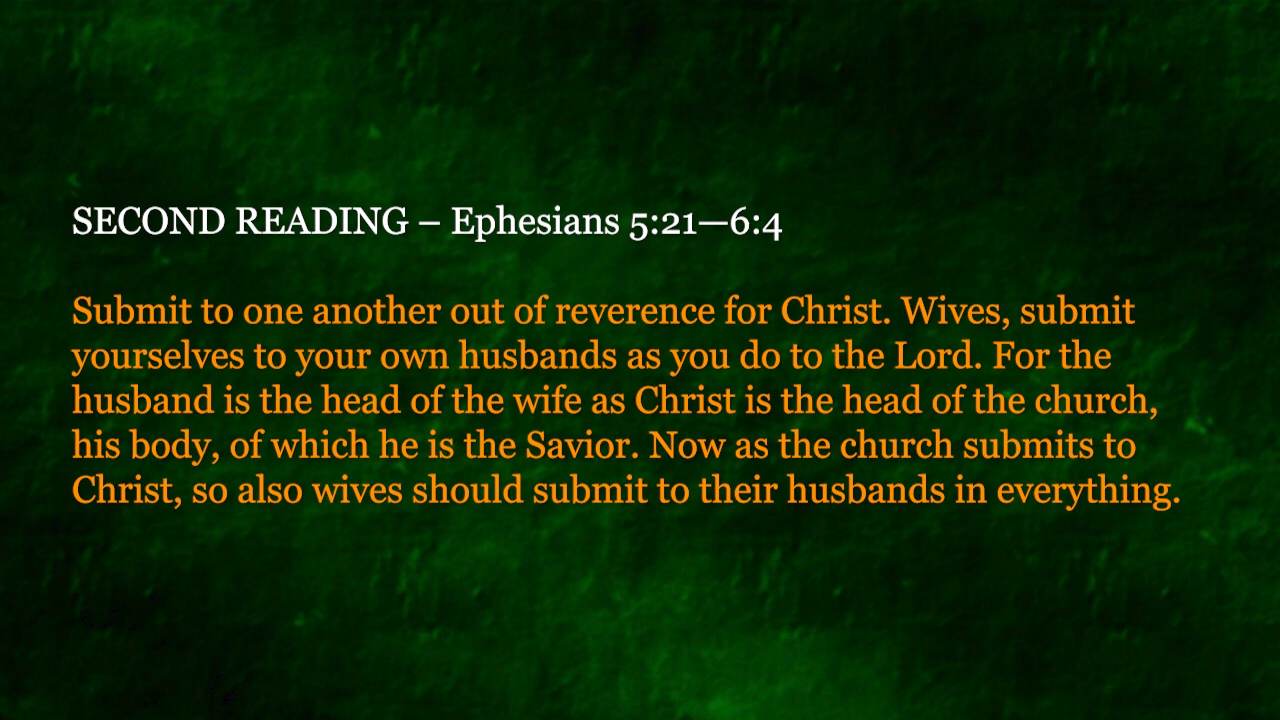 SECOND READING – Ephesians 5:21—6:4
Submit to one another out of reverence for Christ. Wives, submit
yourselves to your own husbands as you do to the Lord. For the
husband is the head of the wife as Christ is the head of the church,
his body, of which he is the Savior. Now as the church submits to
Christ, so also wives should submit to their husbands in everything.